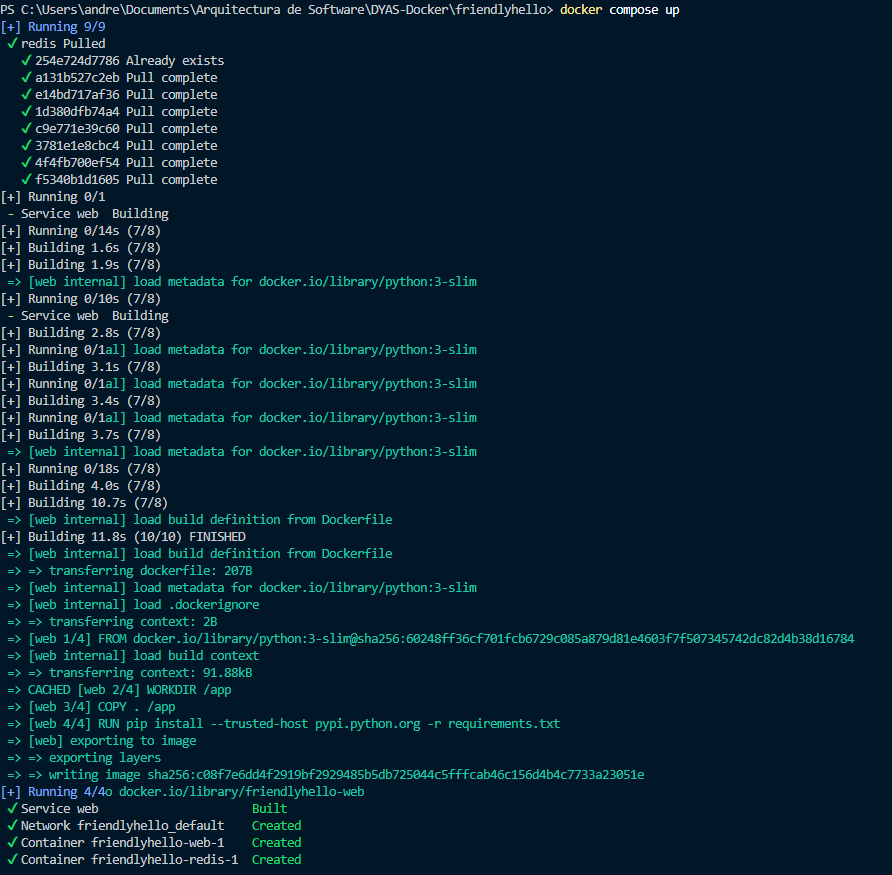 PS C:\Users\andre\Documents\Arquitectura de Software\DYAS-Docker\friendlyhello> docker compose up
[+] Running 9/9
✓ redis Pulled
✓ 254e724d7786 Already exists
✓ a131b527c2eb Pull complete
✓ e14bd717af36 Pull complete
✓ 1d380dfb74a4 Pull complete
✓ c9e771e39c60 Pull complete
✓ 3781e1e8cbc4 Pull complete
✓ 4f4fb700ef54 Pull complete
✓ f5340b1d1605 Pull complete
[+] Running 0/1
- Service web  Building
[+] Running 0/14s (7/8)
[+] Building 1.6s (7/8)
[+] Building 1.9s (7/8)
=> [web internal] load metadata for docker.io/library/python:3-slim
[+] Running 0/10s (7/8)
- Service web  Building
[+] Building 2.8s (7/8)
[+] Running 0/1al] load metadata for docker.io/library/python:3-slim
[+] Building 3.1s (7/8)
[+] Running 0/1al] load metadata for docker.io/library/python:3-slim
[+] Building 3.4s (7/8)
[+] Running 0/1al] load metadata for docker.io/library/python:3-slim
[+] Building 3.7s (7/8)
=> [web internal] load metadata for docker.io/library/python:3-slim
[+] Running 0/18s (7/8)
[+] Building 4.0s (7/8)
[+] Building 10.7s (7/8)
=> [web internal] load build definition from Dockerfile
[+] Building 11.8s (10/10) FINISHED
=> [web internal] load build definition from Dockerfile
=> => transferring dockerfile: 207B
=> [web internal] load metadata for docker.io/library/python:3-slim
=> [web internal] load .dockerignore
=> => transferring context: 2B
=> [web 1/4] FROM docker.io/library/python:3-slim@sha256:60248ff36cf701fcb6729c085a879d81e4603f7f507345742dc82d4b38d16784
=> [web internal] load build context
=> => transferring context: 91.88kB
=> CACHED [web 2/4] WORKDIR /app
=> [web 3/4] COPY . /app
=> [web 4/4] RUN pip install --trusted-host pypi.python.org -r requirements.txt
=> [web] exporting to image
=> => exporting layers
=> => writing image sha256:c08f7e6dd4f2919bf2929485b5db725044c5fffcab46c156d4b4c7733a23051e
[+] Running 4/4o docker.io/library/friendlyhello-web
✓ Service web Built
✓ Network friendlyhello_default Created
✓ Container friendlyhello-web-1 Created
✓ Container friendlyhello-redis-1 Created